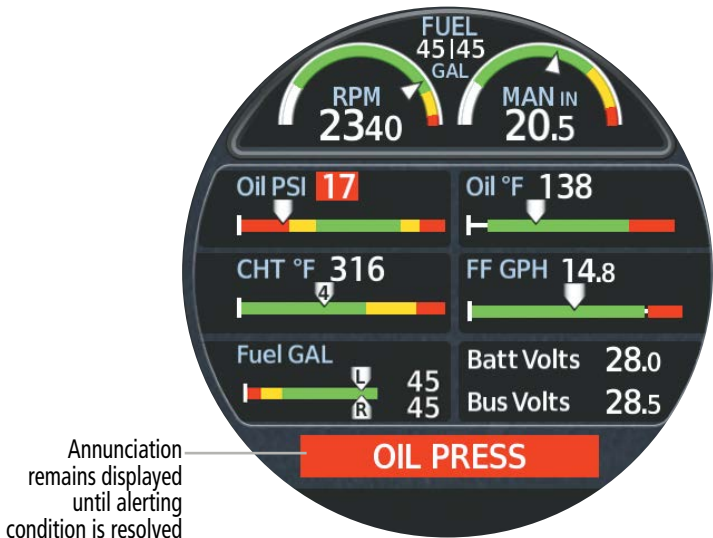 FUEL
45|45
GAL
RPM
2340
MAN IN
20.5
Oil PSI 17
Oil °F 138
CHT °F 316
4
FF GPH 14.8
Fuel GAL
L
45
R
45
Batt Volts 28.0
Bus Volts 28.5
OIL PRESS
Annunciation
remains displayed
until alerting
condition is resolved